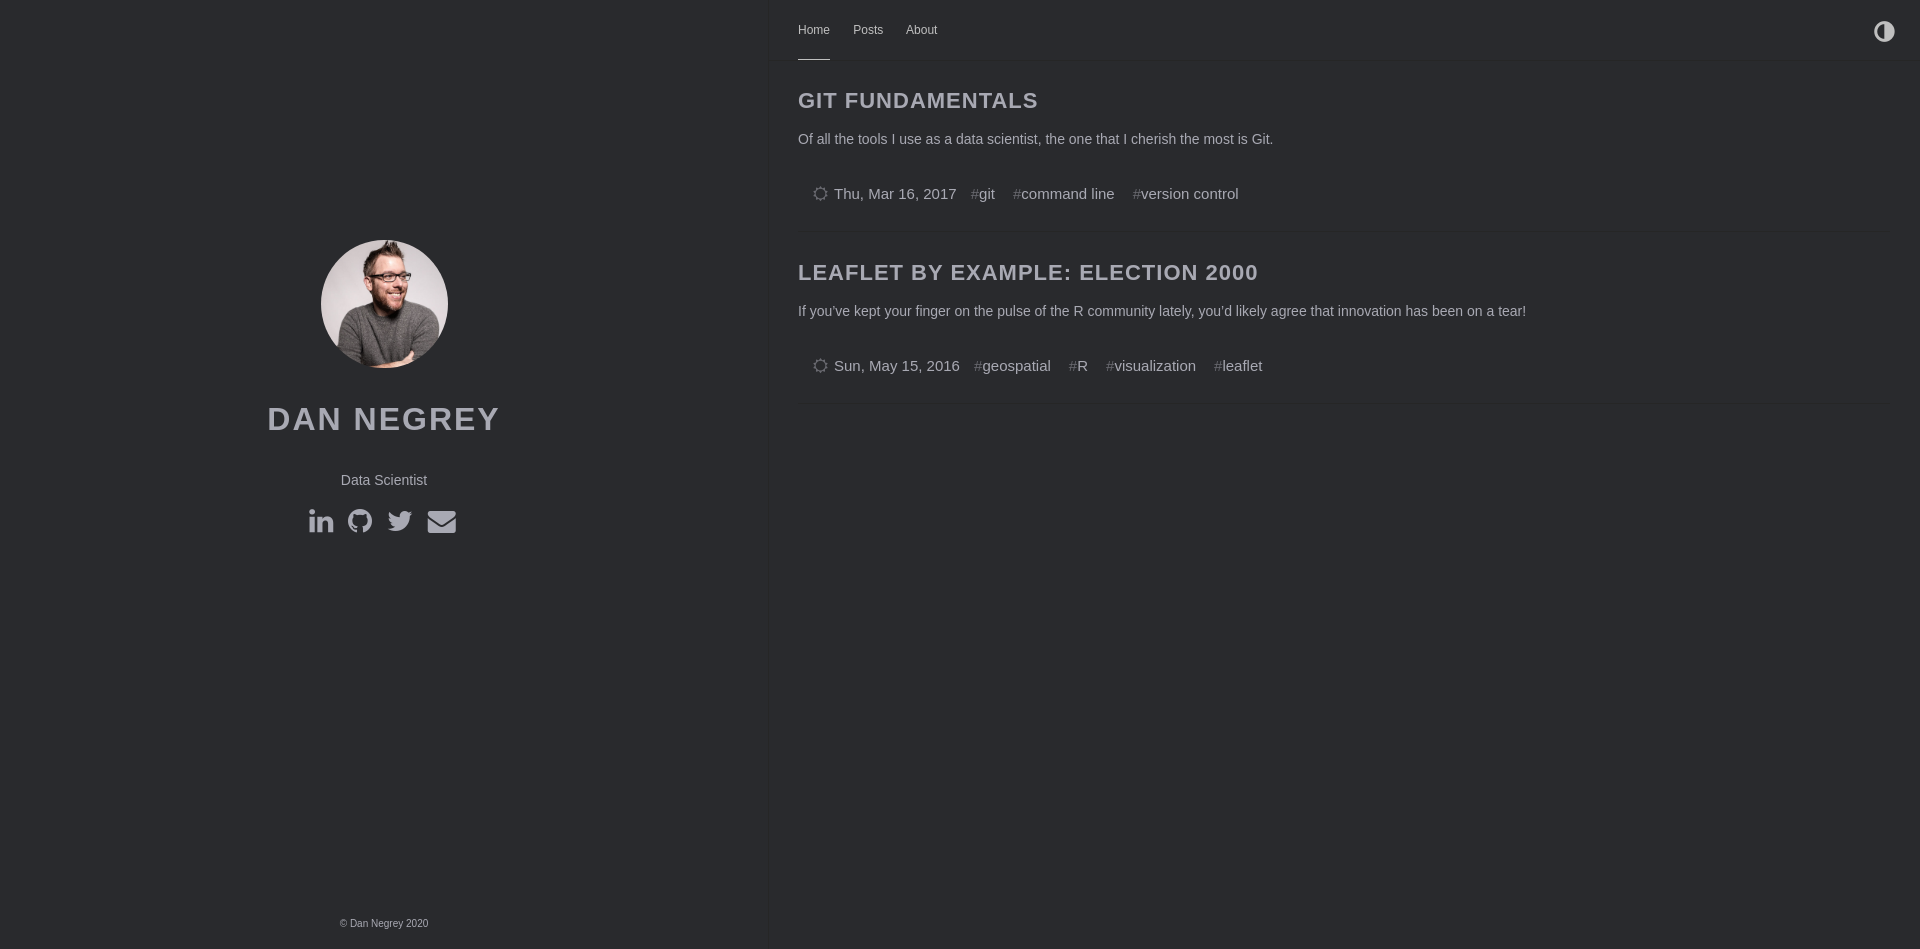 Home Posts About
GIT FUNDAMENTALS
Of all the tools I use as a data scientist, the one that I cherish the most is Git.
Thu, Mar 16, 2017 #git #command line #version control
LEAFLET BY EXAMPLE: ELECTION 2000
If you’ve kept your finger on the pulse of the R community lately, you’d likely agree that innovation has been on a tear!
Sun, May 15, 2016 #geospatial #R #visualization #leaflet
DAN NEGREY
Data Scientist
© Dan Negrey 2020